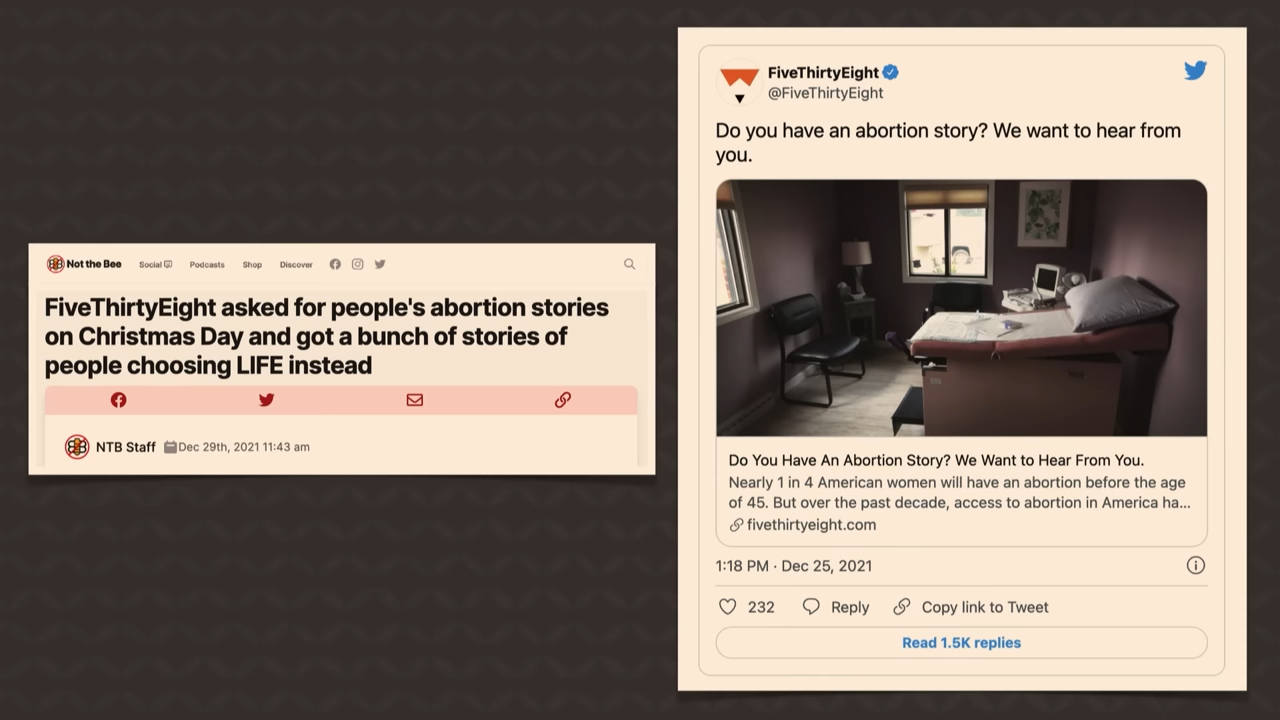 Not the Bee Social Podcasts Shop Discover
FiveThirtyEight asked for people's abortion stories
on Christmas Day and got a bunch of stories of
people choosing LIFE instead
NTB Staff Dec 29th, 2021 11:43 am
FiveThirtyEight
@FiveThirtyEight
Do you have an abortion story? We want to hear from
you.
Do You Have An Abortion Story? We Want to Hear From You.
Nearly 1 in 4 American women will have an abortion before the age
of 45. But over the past decade, access to abortion in America ha...
fivethirtyeight.com
1:18 PM · Dec 25, 2021
232 Reply Copy link to Tweet
Read 1.5K replies